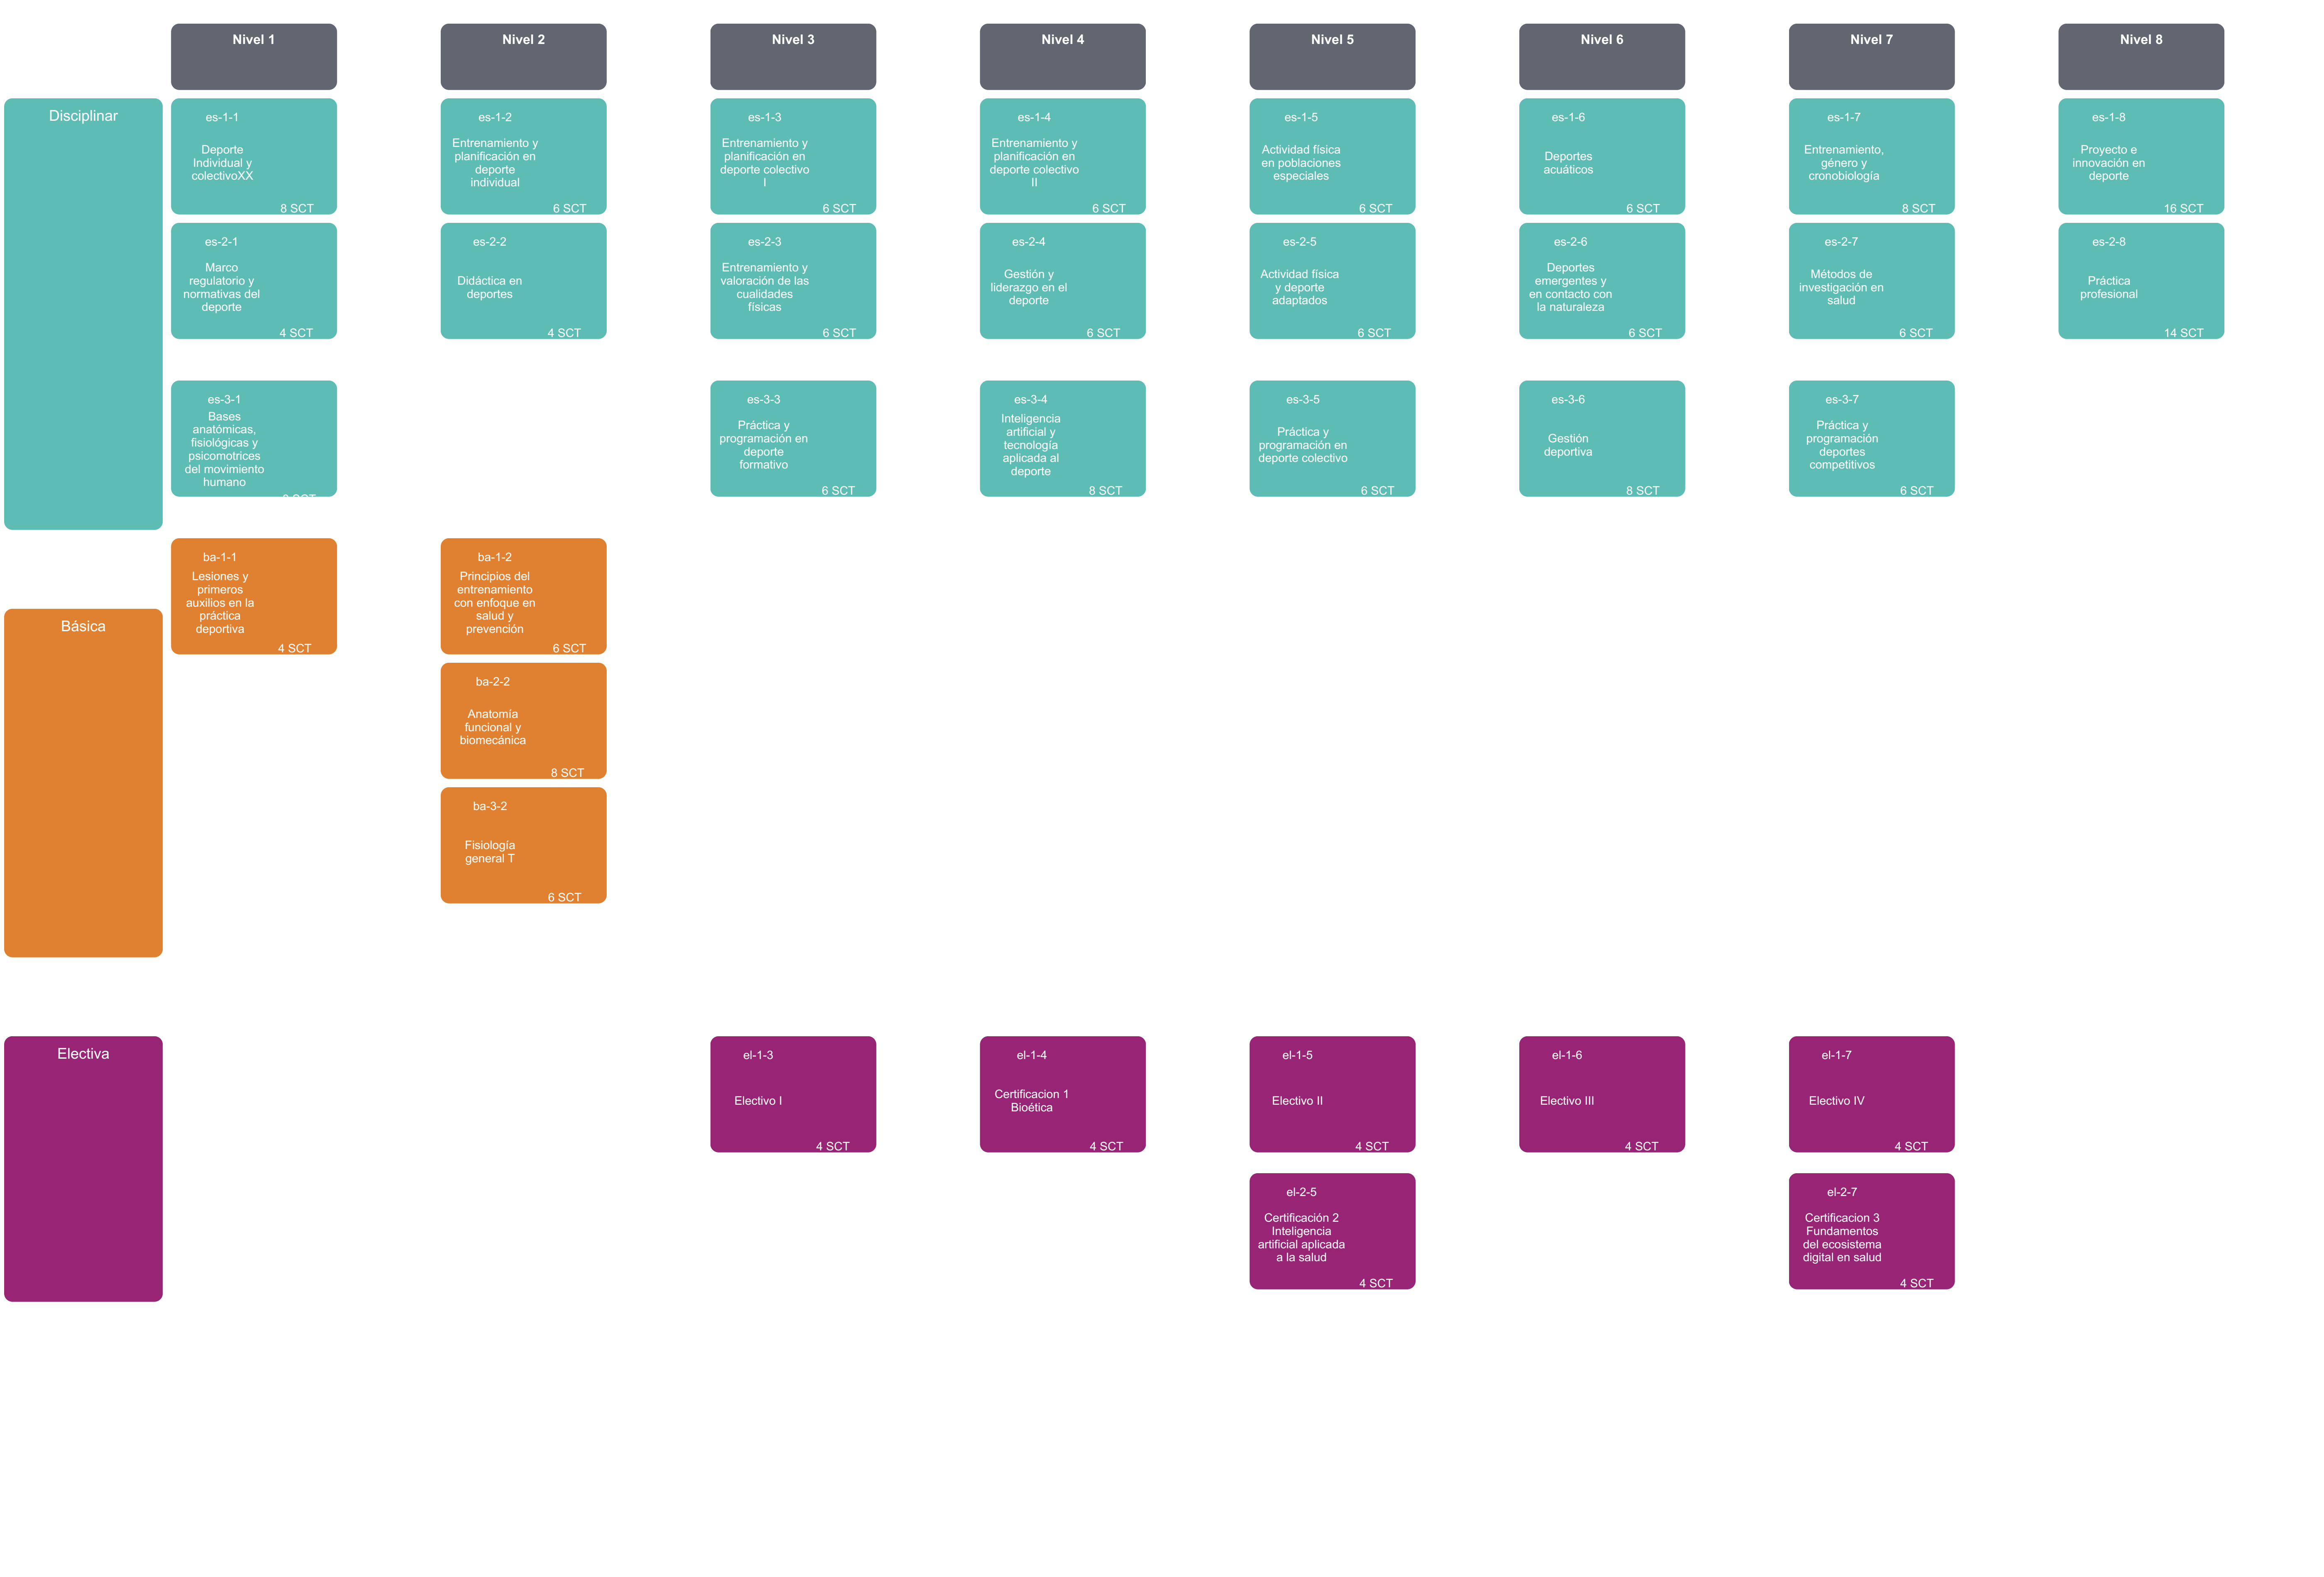 Nivel 1
Nivel 2
Nivel 3
Nivel 4
Nivel 5
Nivel 6
Nivel 7
Nivel 8
Disciplinar
es-1-1
Deporte
Individual y
colectivoXX
8 SCT
es-1-2
Entrenamiento y
planificación en
deporte
individual
6 SCT
es-1-3
Entrenamiento y
planificación en
deporte colectivo
I
6 SCT
es-1-4
Entrenamiento y
planificación en
deporte colectivo
II
6 SCT
es-1-5
Actividad física
en poblaciones
especiales
6 SCT
es-1-6
Deportes
acuáticos
6 SCT
es-1-7
Entrenamiento,
género y
cronobiología
8 SCT
es-1-8
Proyecto e
innovación en
deporte
16 SCT
es-2-1
Marco
regulatorio y
normativas del
deporte
4 SCT
es-2-2
Didáctica en
deportes
4 SCT
es-2-3
Entrenamiento y
valoración de las
cualidades
físicas
6 SCT
es-2-4
Gestión y
liderazgo en el
deporte
6 SCT
es-2-5
Actividad física
y deporte
adaptados
6 SCT
es-2-6
Deportes
emergentes y
en contacto con
la naturaleza
6 SCT
es-2-7
Métodos de
investigación en
salud
6 SCT
es-2-8
Práctica
profesional
14 SCT
es-3-1
Bases
anatómicas,
fisiológicas y
psicomotrices
del movimiento
humano
SCT
es-3-3
Práctica y
programación en
deporte
formativo
6 SCT
es-3-4
Inteligencia
artificial y
tecnología
aplicada al
deporte
8 SCT
es-3-5
Práctica y
programación en
deporte colectivo
6 SCT
es-3-6
Gestión
deportiva
8 SCT
es-3-7
Práctica y
programación
deportes
competitivos
6 SCT
Básica
ba-1-1
Lesiones y
primeros
auxilios en la
práctica
deportiva
4 SCT
ba-1-2
Principios del
entrenamiento
con enfoque en
salud y
prevención
6 SCT
ba-2-2
Anatomía
funcional y
biomecánica
8 SCT
ba-3-2
Fisiología
general T
6 SCT
Electiva
el-1-3
Electivo I
4 SCT
el-1-4
Certificacion 1
Bioética
4 SCT
el-1-5
Electivo II
4 SCT
el-1-6
Electivo III
4 SCT
el-1-7
Electivo IV
4 SCT
el-2-5
Certificación 2
Inteligencia
artificial aplicada
a la salud
4 SCT
el-2-7
Certificacion 3
Fundamentos
del ecosistema
digital en salud
4 SCT